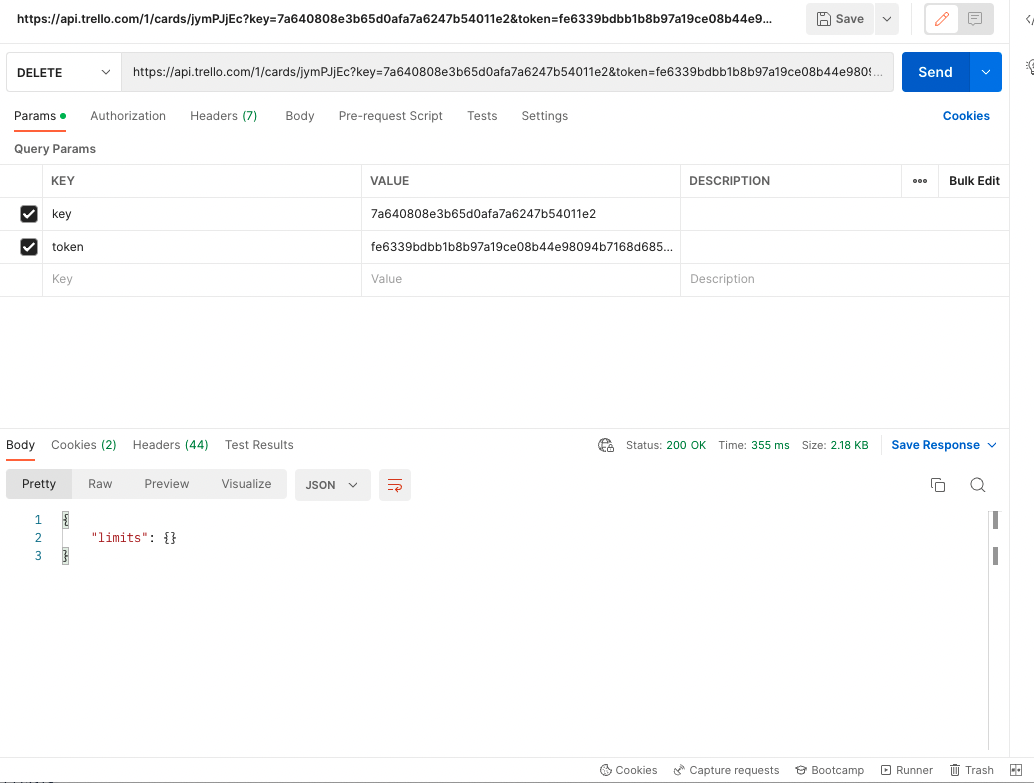 https://api.trello.com/1/cards/jymPJjEc?key=7a640808e3b65d0afa7a6247b54011e2&token=fe6339bdbb1b8b97a19ce08b44e9...
Save
DELETE
https://api.trello.com/1/cards/jymPJjEc?key=7a640808e3b65d0afa7a6247b54011e2&token=fe6339bdbb1b8b97a19ce08b44e9809...
Send
Params Authorization Headers (7) Body Pre-request Script Tests Settings Cookies
Query Params
KEY VALUE DESCRIPTION ••• Bulk Edit
key 7a640808e3b65d0afa7a6247b54011e2
token fe6339bdbb1b8b97a19ce08b44e98094b7168d685...
Key Value Description
Body Cookies (2) Headers (44) Test Results Status: 200 OK Time: 355 ms Size: 2.18 KB Save Response
Pretty Raw Preview Visualize JSON
1 {
2 "limits": {}
3 }
Cookies Capture requests Bootcamp Runner Trash